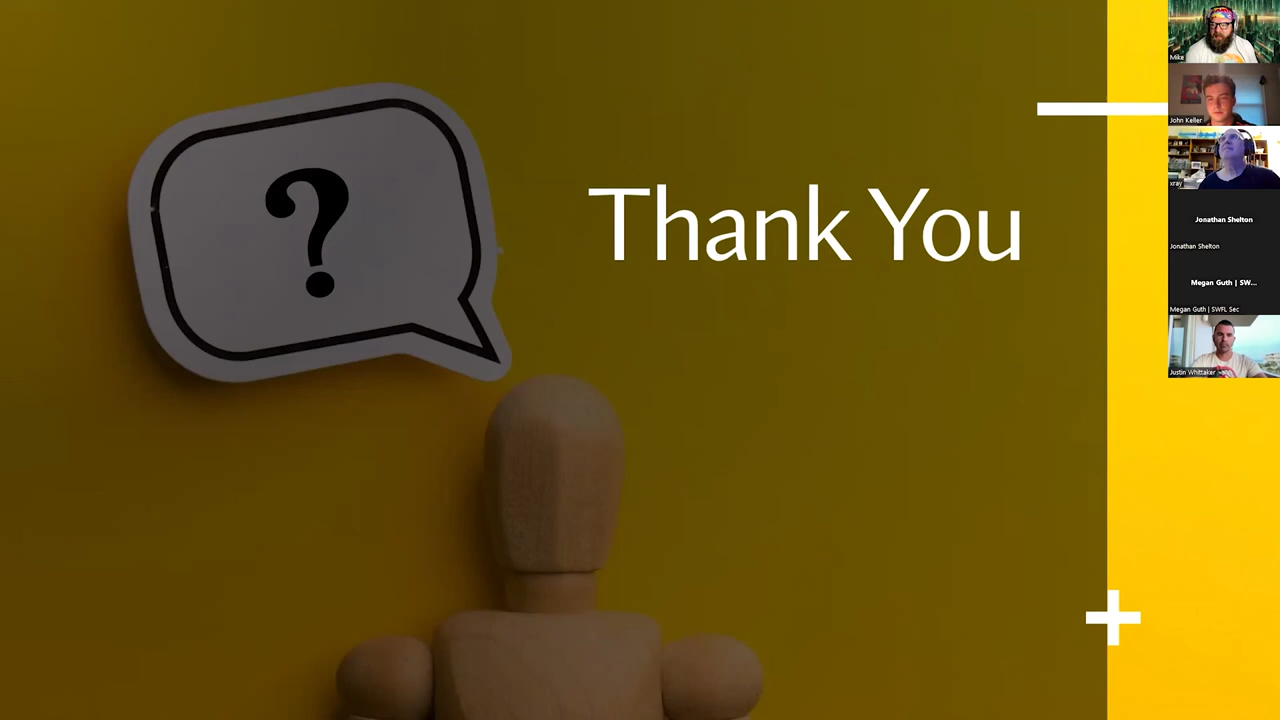 ?
Thank You
Mike
John Keller
xray
Jonathan Shelton
Jonathan Shelton
Megan Guth | SW...
Megan Guth | SWFL Sec
Justin Whittaker